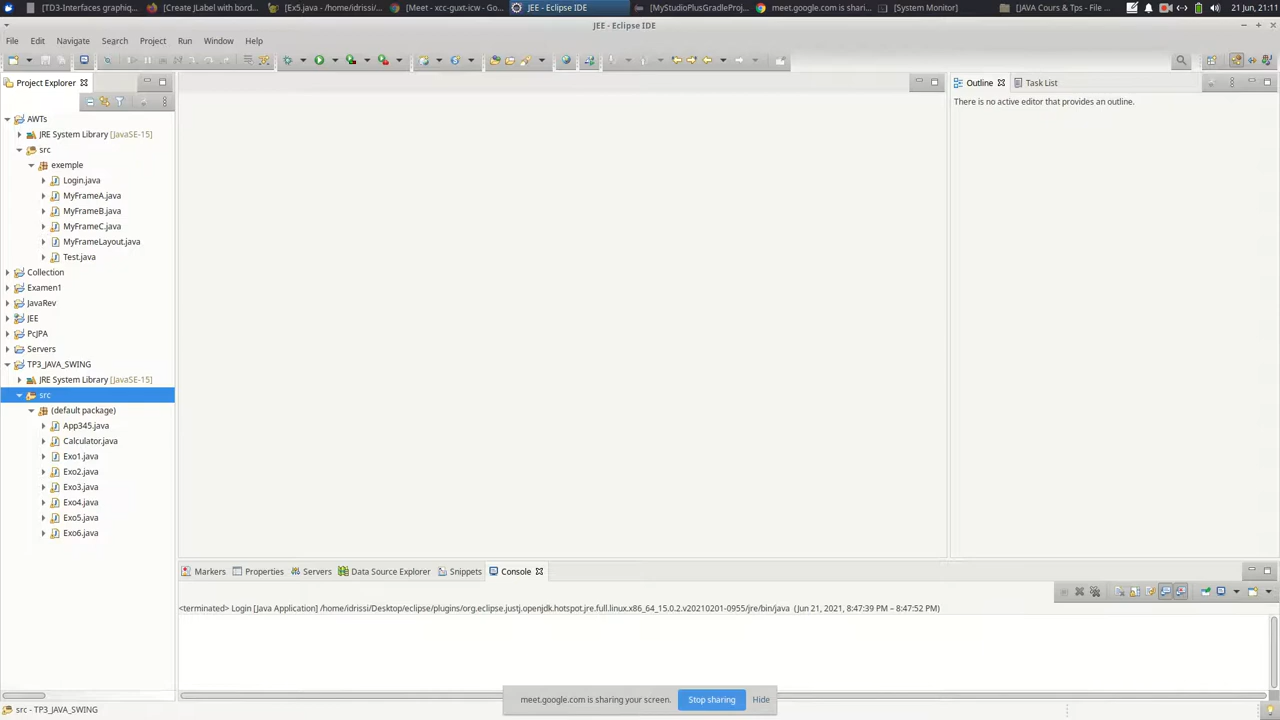 [TD3-Interfaces graphiq...
[Create JLabel with bord...
[Ex5.java - /home/idrissi/...
[Meet - xcc-guxt-icw - Go...
JEE - Eclipse IDE
[MyStudioPlusGradleProj...
meet.google.com is shari...
[System Monitor]
[JAVA Cours & Tps - File ...
21 Jun, 21:11
JEE - Eclipse IDE
File Edit Navigate Search Project Run Window Help
Project Explorer
Outline
Task List
There is no active editor that provides an outline.
AWTs
JRE System Library [JavaSE-15]
src
exemple
Login.java
MyFrameA.java
MyFrameB.java
MyFrameC.java
MyFrameLayout.java
Test.java
Collection
Examen1
JavaRev
JEE
PcJPA
Servers
TP3_JAVA_SWING
JRE System Library [JavaSE-15]
src
(default package)
App345.java
Calculator.java
Exo1.java
Exo2.java
Exo3.java
Exo4.java
Exo5.java
Exo6.java
Markers Properties Servers Data Source Explorer Snippets Console
<terminated> Login [Java Application] /home/idrissi/Desktop/eclipse/plugins/org.eclipse.justj.openjdk.hotspot.jre.full.linux.x86_64_15.0.2.v20210201-0955/jre/bin/java (Jun 21, 2021, 8:47:39 PM – 8:47:52 PM)
meet.google.com is sharing your screen. Stop sharing Hide
src - TP3_JAVA_SWING